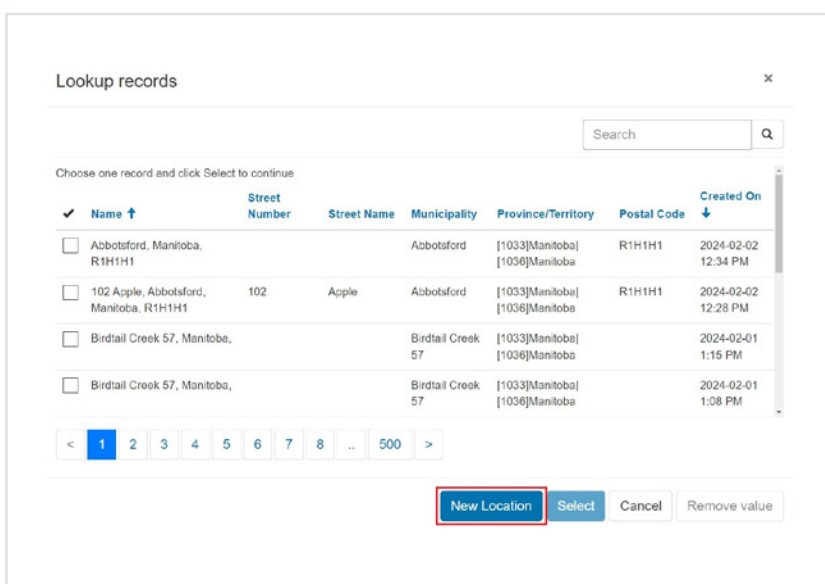 Lookup records ×
Search
Choose one record and click Select to continue
✔ Name ↑ Street Number Street Name Municipality Province/Territory Postal Code Created On ↓
Abbotsford, Manitoba, R1H1H1 Abbotsford [1033]Manitoba|[1036]Manitoba R1H1H1 2024-02-02 12:34 PM
102 Apple, Abbotsford, Manitoba, R1H1H1 102 Apple Abbotsford [1033]Manitoba|[1036]Manitoba R1H1H1 2024-02-02 12:28 PM
Birdtail Creek 57, Manitoba, Birdtail Creek 57 [1033]Manitoba|[1036]Manitoba 2024-02-01 1:15 PM
Birdtail Creek 57, Manitoba, Birdtail Creek 57 [1033]Manitoba|[1036]Manitoba 2024-02-01 1:08 PM
< 1 2 3 4 5 6 7 8 .. 500 >
New Location Select Cancel Remove value